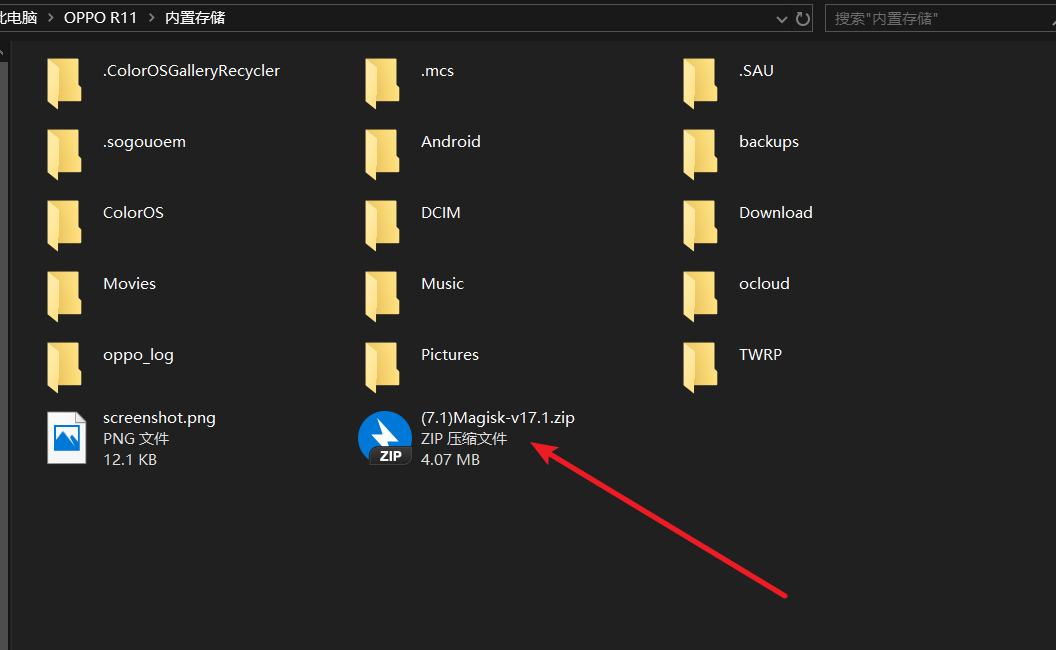 此电脑 > OPPO R11 > 内置存储
搜索"内置存储"
.ColorOSGalleryRecycler
.mcs
.SAU
.sogouoem
Android
backups
ColorOS
DCIM
Download
Movies
Music
ocloud
oppo_log
Pictures
TWRP
screenshot.png
PNG 文件
12.1 KB
ZIP
(7.1)Magisk-v17.1.zip
ZIP 压缩文件
4.07 MB